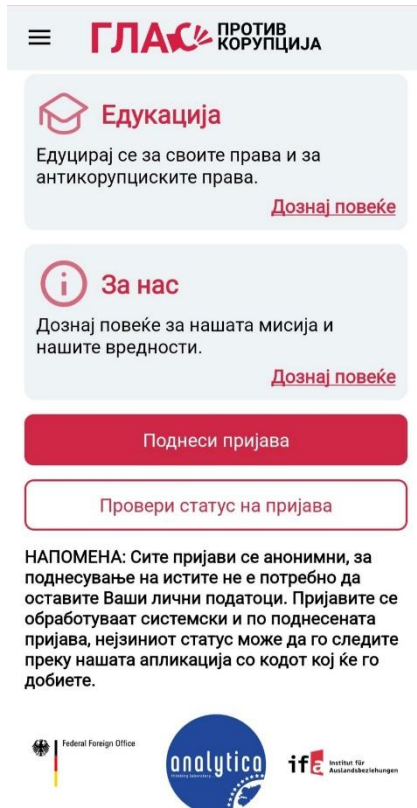 ГЛАС ПРОТИВ
КОРУПЦИЈА
Едукација
Едуцирај се за своите права и за
антикорупциските права.
Дознај повеќе
За нас
Дознај повеќе за нашата мисија и
нашите вредности.
Дознај повеќе
Поднеси пријава
Провери статус на пријава
НАПОМЕНА: Сите пријави се анонимни, за
поднесување на истите не е потребно да
оставите Ваши лични податоци. Пријавите се
обработуваат системски и по поднесената
пријава, нејзиниот статус може да го следите
преку нашата апликација со кодот кој ќе го
добиете.
Federal Foreign Office
analytica
thinking laboratory
ifa Institut für
Auslandsbeziehungen